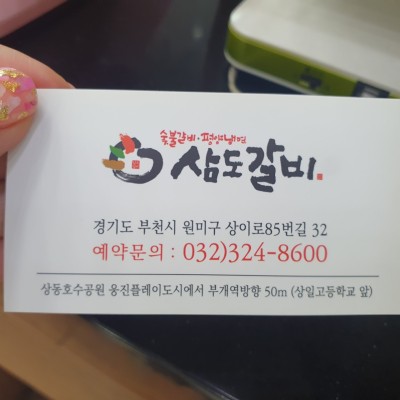 숯불갈비·평양냉면
삼도갈비
경기도 부천시 원미구 상이로85번길 32
예약문의 : 032)324-8600
상동호수공원 웅진플레이도시에서 부개역방향 50m (상일고등학교 앞)